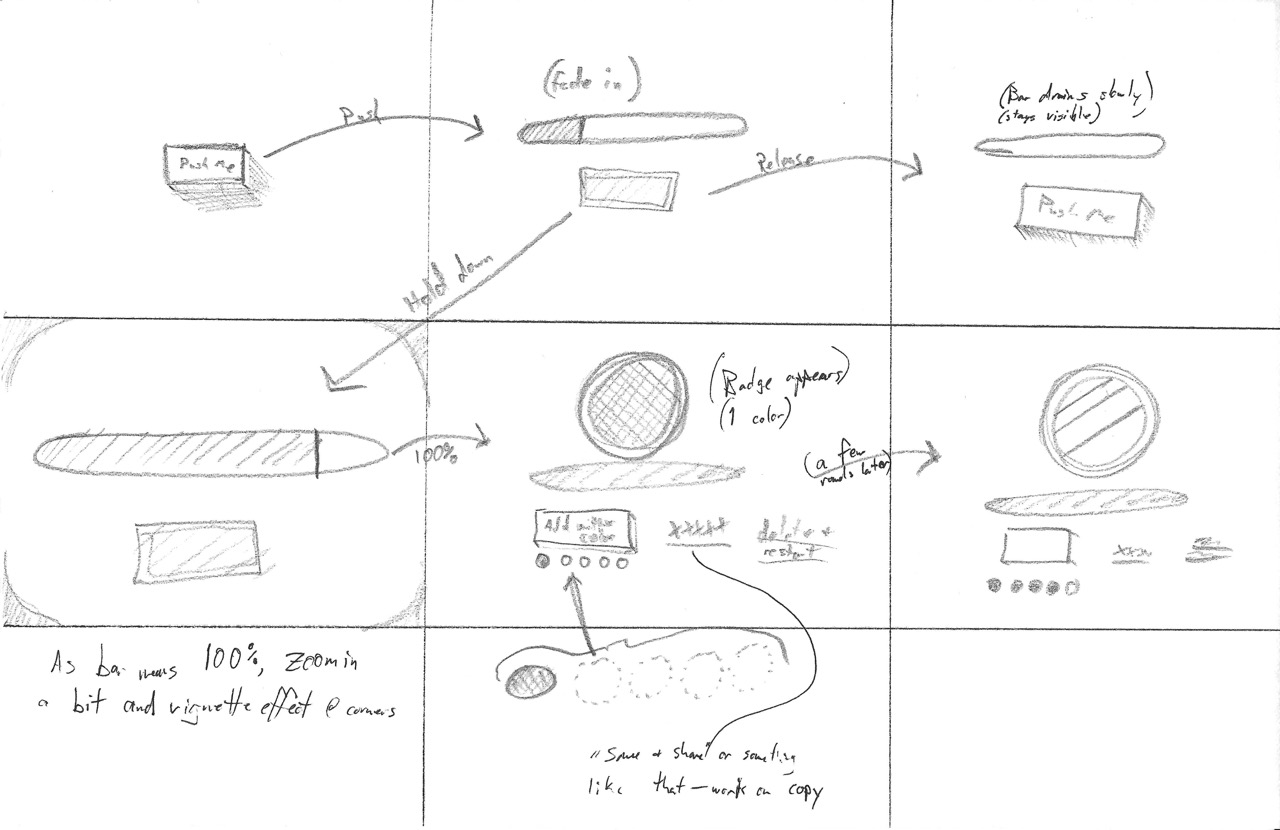 (fade in)
(Bar drains slowly)
(stays visible)
Push
Push Me
Release
Push Me
Hold down
(Badge appears)
(1 color)
100%
(a few
rounds later)
Add another
color
xxxxx
delete +
restart
xxxx
As bar nears 100%, zoom in
a bit and vignette effect @ corners
"Save + share" or something
like that – work on copy